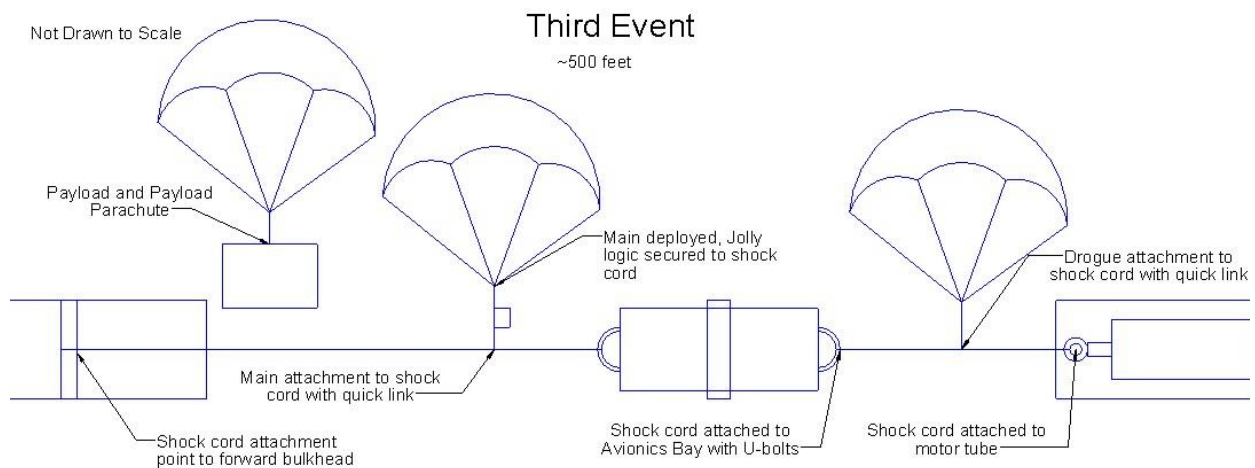 Third Event
~500 feet
Not Drawn to Scale
Payload and Payload
Parachute
Main deployed, Jolly
logic secured to shock
cord
Drogue attachment to
shock cord with quick link
Main attachment to shock
cord with quick link
Shock cord attachment
point to forward bulkhead
Shock cord attached to
Avionics Bay with U-bolts
Shock cord attached to
motor tube